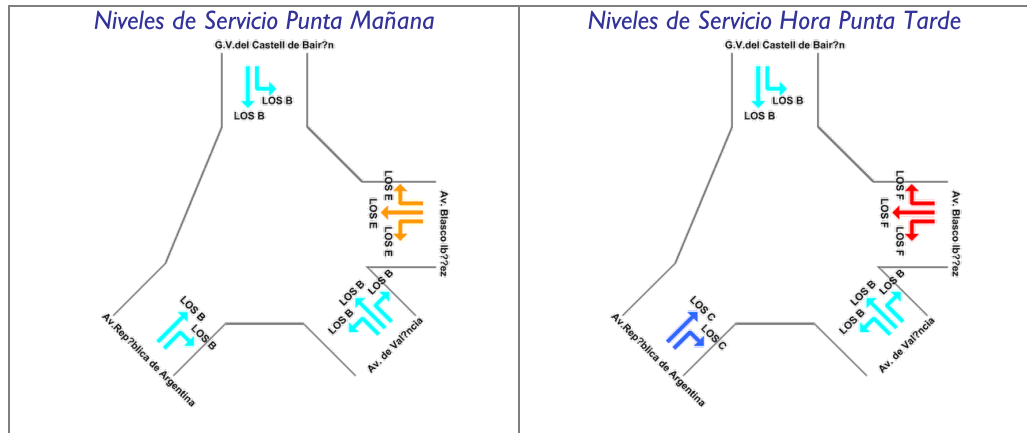 Niveles de Servicio Punta Mañana
G.V.del Castell de Bair?n
LOS B
LOS B
LOS E
LOS E
LOS E
Av. Blasco Ib??ez
LOS B
LOS B
LOS B
Av. de Val?ncia
LOS B
LOS B
Av.Rep?blica de Argentina
Niveles de Servicio Hora Punta Tarde
G.V.del Castell de Bair?n
LOS B
LOS B
LOS F
LOS F
LOS F
Av. Blasco Ib??ez
LOS B
LOS B
LOS B
Av. de Val?ncia
LOS C
LOS C
Av.Rep?blica de Argentina